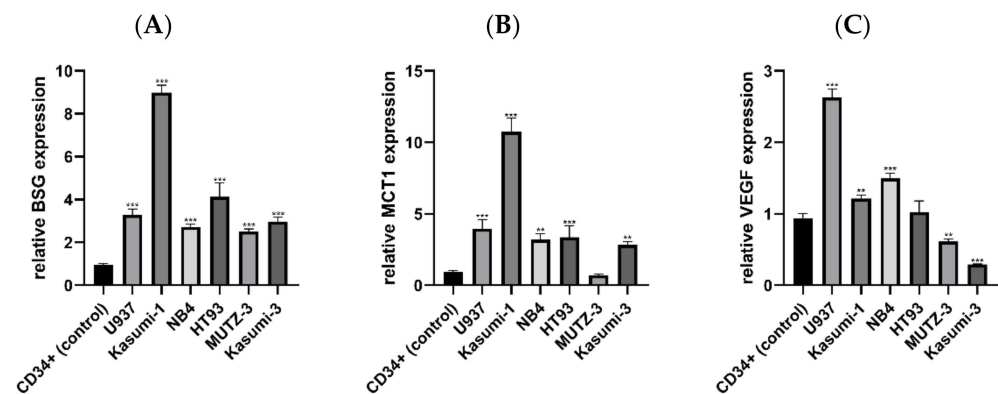 (A)
relative BSG expression
10
8
6
4
2
0
***
***
***
***
***
***
CD34+ (control)
U937
Kasumi-1
NB4
HT93
MUTZ-3
Kasumi-3
(B)
relative MCT1 expression
15
10
5
0
***
***
**
***
**
CD34+ (control)
U937
Kasumi-1
NB4
HT93
MUTZ-3
Kasumi-3
(C)
relative VEGF expression
3
2
1
0
***
**
***
**
***
CD34+ (control)
U937
Kasumi-1
NB4
HT93
MUTZ-3
Kasumi-3